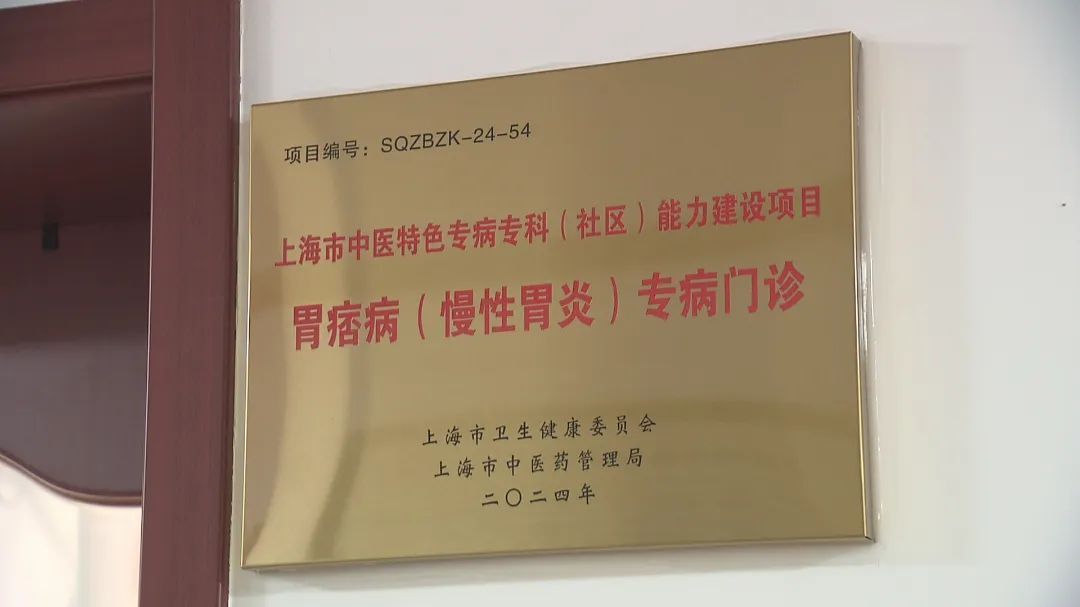 项目编号：SQZBZK-24-54
上海市中医特色专病专科（社区）能力建设项目
胃痞病（慢性胃炎）专病门诊
上海市卫生健康委员会
上海市中医药管理局
二〇二四年